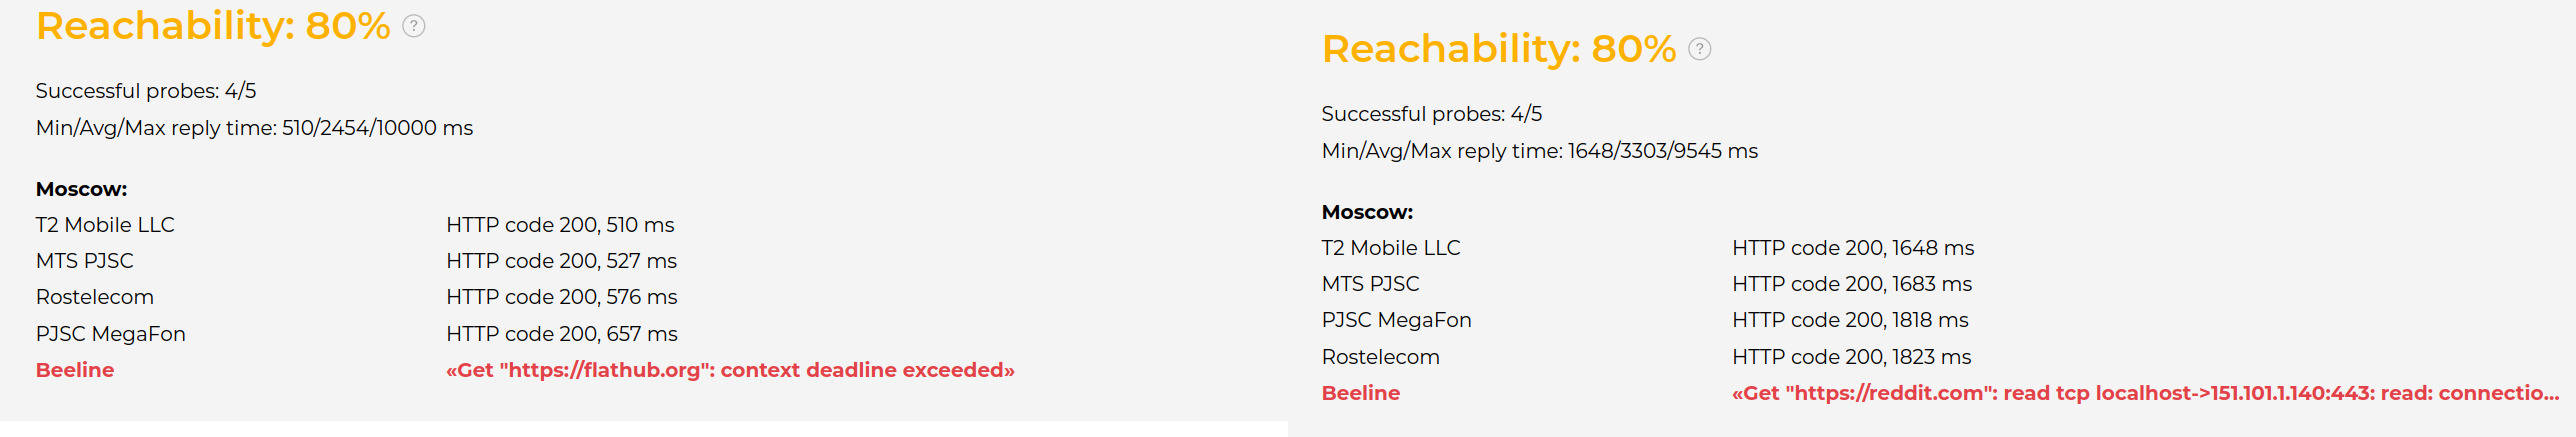 Reachability: 80% ?
Successful probes: 4/5
Min/Avg/Max reply time: 510/2454/10000 ms
Moscow:
T2 Mobile LLC HTTP code 200, 510 ms
MTS PJSC HTTP code 200, 527 ms
Rostelecom HTTP code 200, 576 ms
PJSC MegaFon HTTP code 200, 657 ms
Beeline «Get "https://flathub.org": context deadline exceeded»
Reachability: 80% ?
Successful probes: 4/5
Min/Avg/Max reply time: 1648/3303/9545 ms
Moscow:
T2 Mobile LLC HTTP code 200, 1648 ms
MTS PJSC HTTP code 200, 1683 ms
PJSC MegaFon HTTP code 200, 1818 ms
Rostelecom HTTP code 200, 1823 ms
Beeline «Get "https://reddit.com": read tcp localhost->151.101.1.140:443: read: connectio...